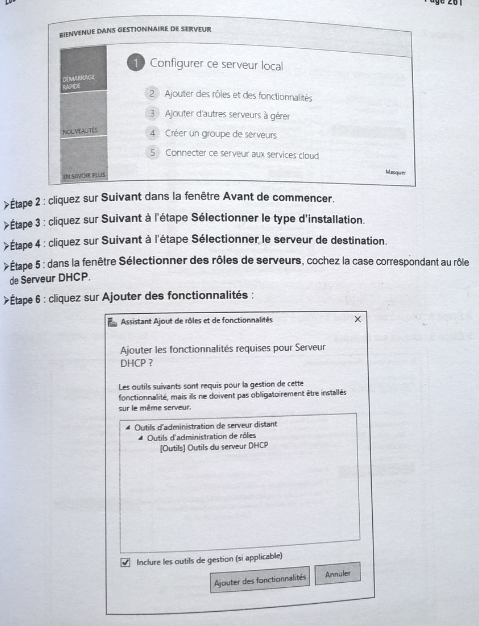 Page 261
BIENVENUE DANS GESTIONNAIRE DE SERVEUR
DÉMARRAGE
RAPIDE
NOUVEAUTÉS
EN SAVOIR PLUS
1 Configurer ce serveur local
2 Ajouter des rôles et des fonctionnalités
3 Ajouter d'autres serveurs à gérer
4 Créer un groupe de serveurs
5 Connecter ce serveur aux services cloud
Masquer
➢Étape 2 : cliquez sur Suivant dans la fenêtre Avant de commencer.
➢Étape 3 : cliquez sur Suivant à l'étape Sélectionner le type d'installation.
➢Étape 4 : cliquez sur Suivant à l'étape Sélectionner le serveur de destination.
➢Étape 5 : dans la fenêtre Sélectionner des rôles de serveurs, cochez la case correspondant au rôle
de Serveur DHCP.
➢Étape 6 : cliquez sur Ajouter des fonctionnalités :
Assistant Ajout de rôles et de fonctionnalités
Ajouter les fonctionnalités requises pour Serveur
DHCP ?
Les outils suivants sont requis pour la gestion de cette
fonctionnalité, mais ils ne doivent pas obligatoirement être installés
sur le même serveur.
Outils d'administration de serveur distant
Outils d'administration de rôles
[Outils] Outils du serveur DHCP
Inclure les outils de gestion (si applicable)
Ajouter des fonctionnalités
Annuler